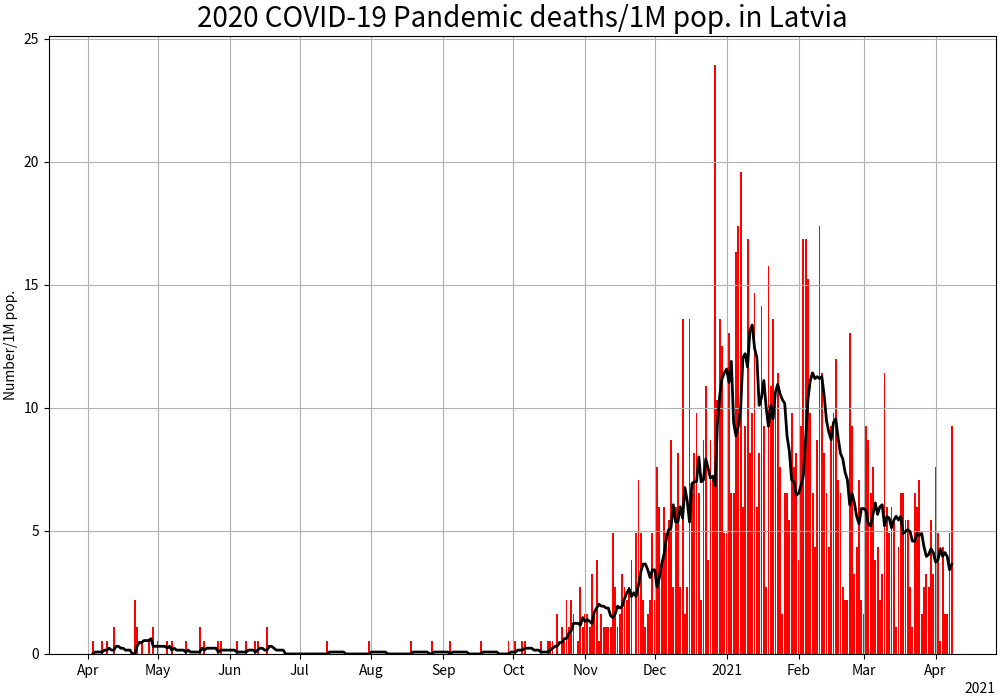 2020 COVID-19 Pandemic deaths/1M pop. in Latvia
Number/1M pop.
25
20
15
10
5
0
Apr May Jun Jul Aug Sep Oct Nov Dec 2021 Feb Mar Apr
2021